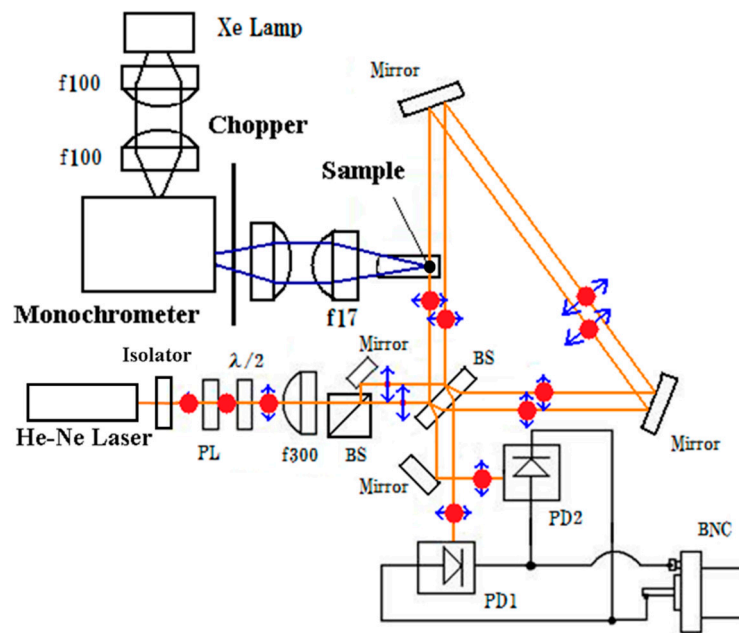 Xe Lamp
Mirror
f100
Chopper
f100
Sample
Monochrometer
f17
Isolator
λ/2
Mirror
BS
He-Ne Laser
PL
f300
BS
Mirror
Mirror
PD2
BNC
PD1